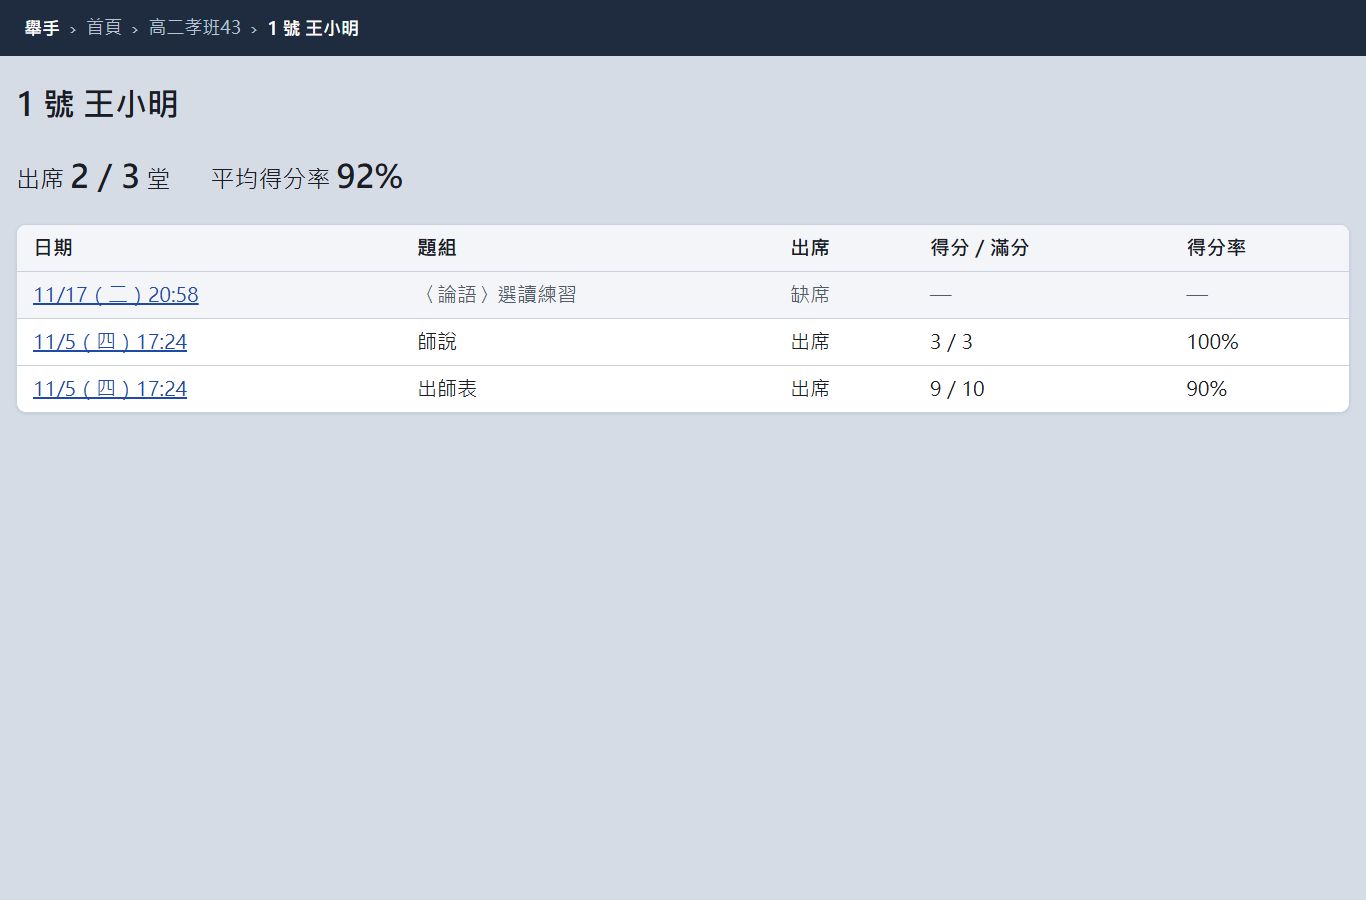 舉手 › 首頁 › 高二孝班43 › 1 號 王小明
1 號 王小明
出席 2 / 3 堂 平均得分率 92%
日期 題組 出席 得分 / 滿分 得分率
11/17（二）20:58 〈論語〉選讀練習 缺席 — —
11/5（四）17:24 師說 出席 3 / 3 100%
11/5（四）17:24 出師表 出席 9 / 10 90%